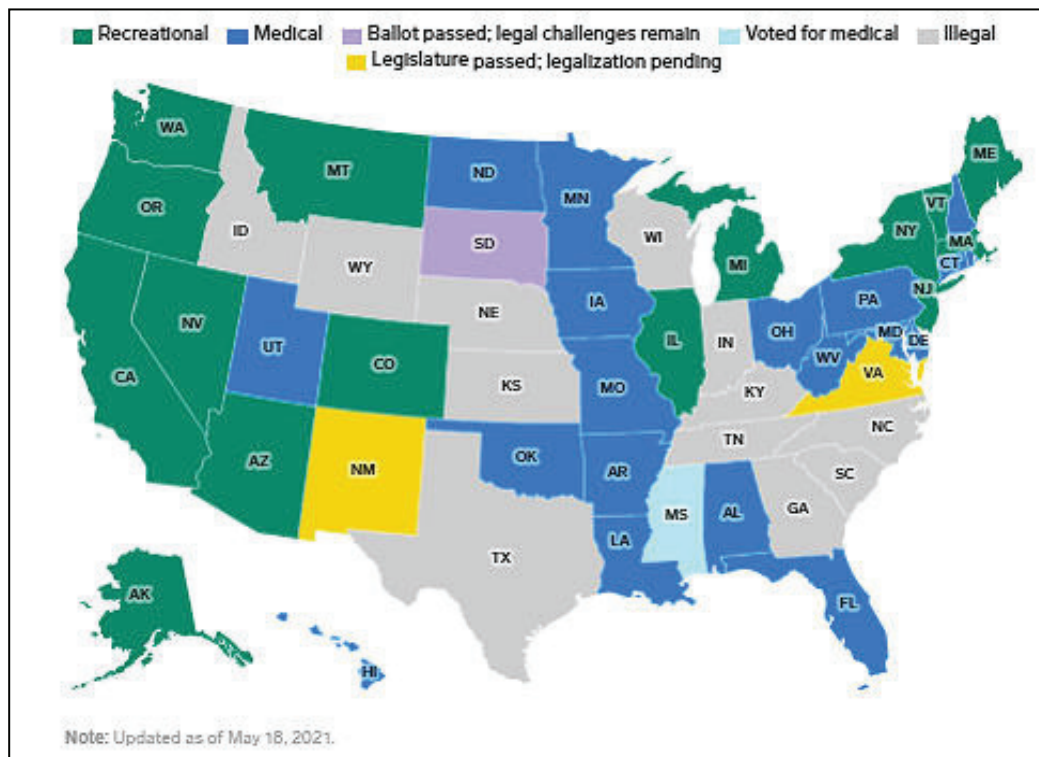 Recreational Medical Ballot passed; legal challenges remain Voted for medical Illegal
Legislature passed; legalization pending
WA
MT
ND
MN
ME
VT
OR
ID
SD
WI
NY
MA
WY
MI
CT
NE
IA
PA
NJ
NV
UT
CO
IL
IN
OH
MD
DE
WV
CA
KS
MO
VA
KY
AZ
NM
OK
TN
NC
AR
SC
MS
AL
GA
TX
LA
AK
FL
HI
Note: Updated as of May 18, 2021.